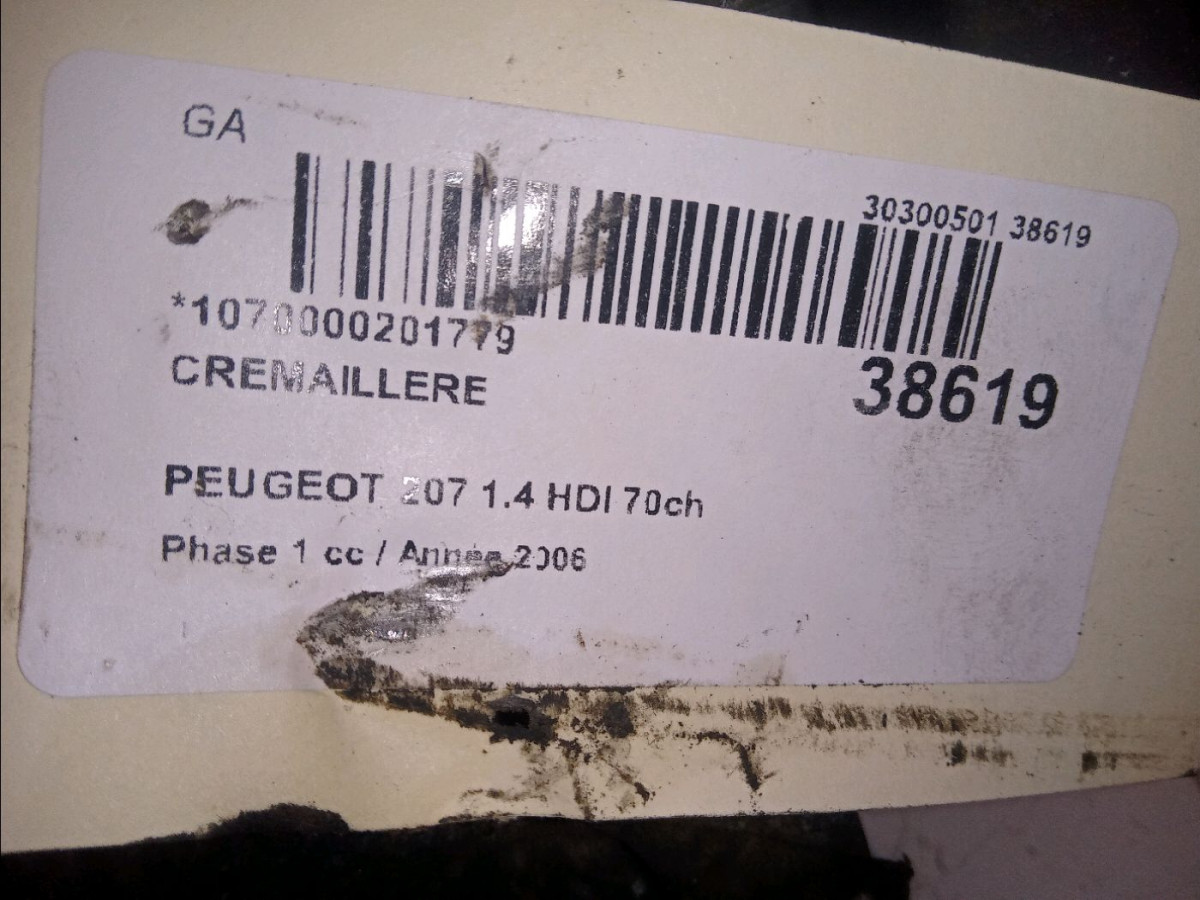 GA
30300501 38619
*1070000201779
38619
CREMAILLERE
PEUGEOT 207 1.4 HDI 70ch
Phase 1 cc / Année 2006